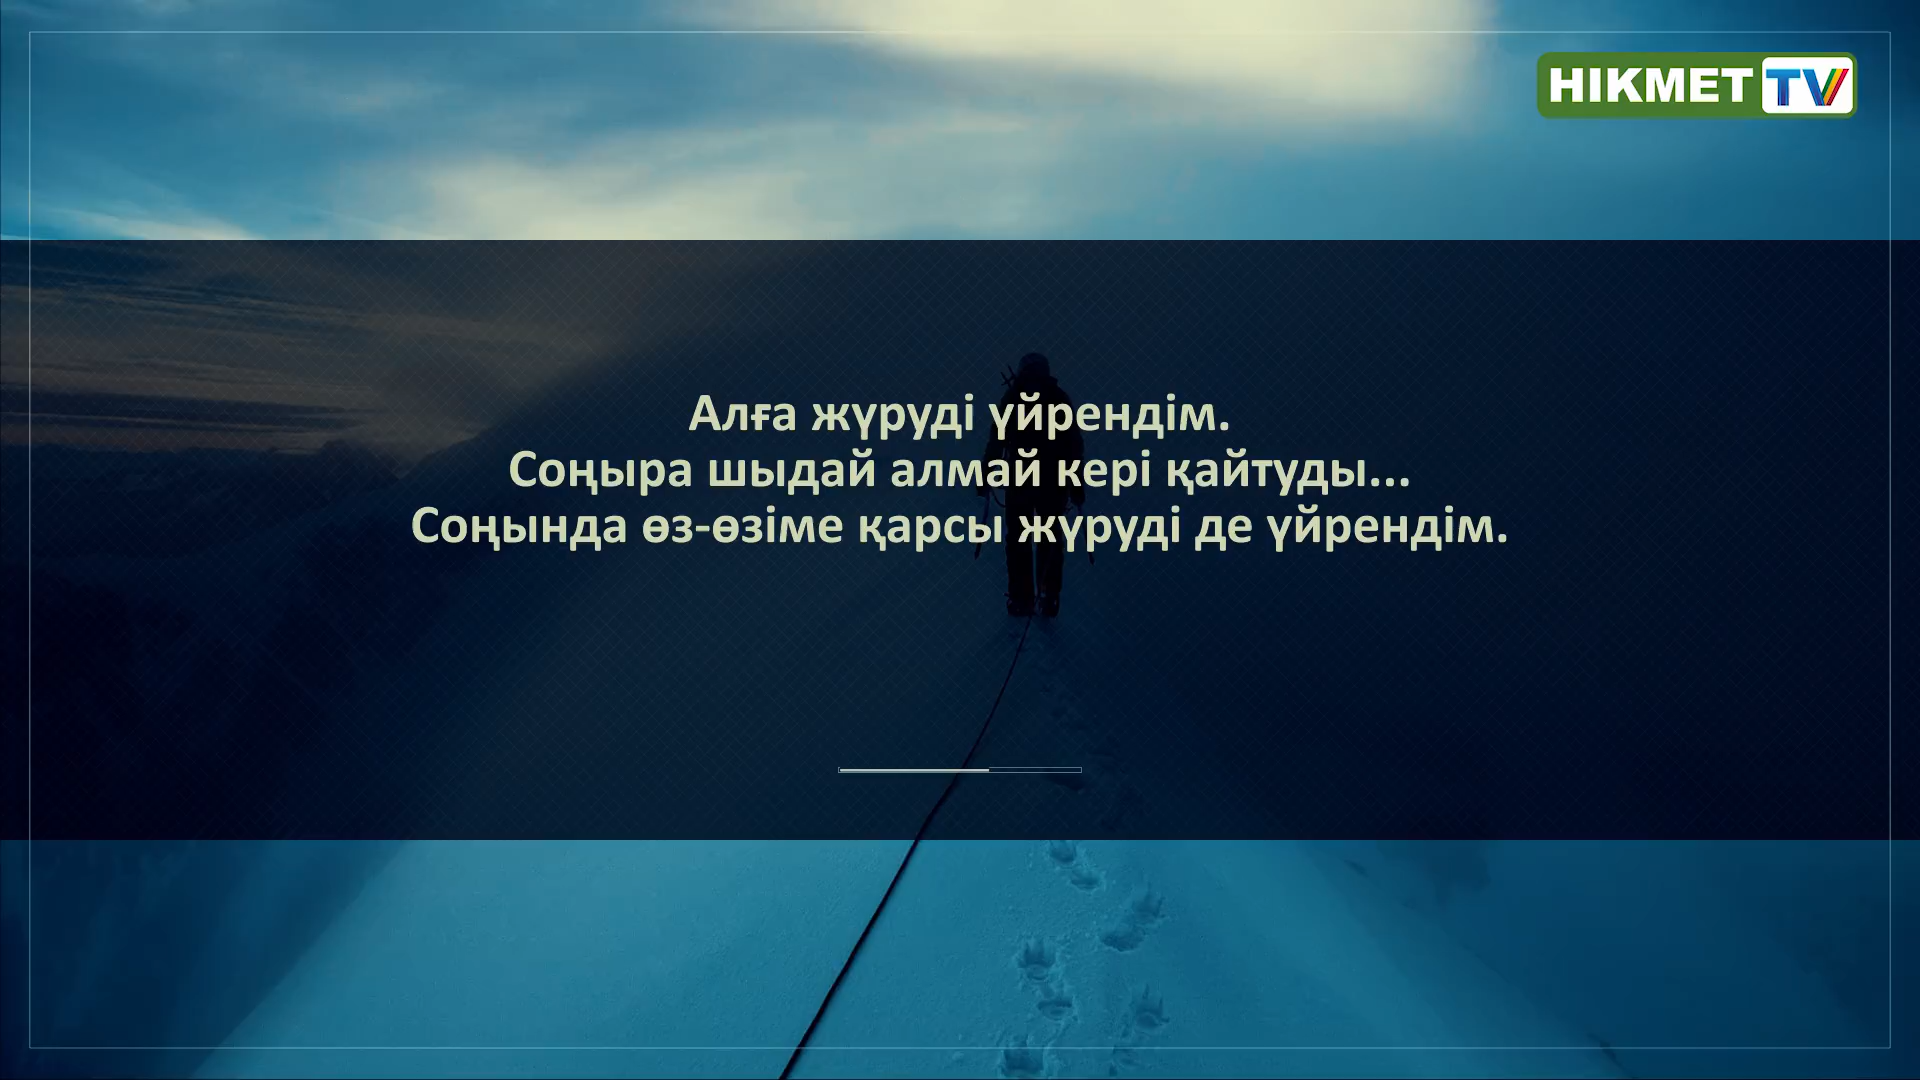 HIKMET TV
Алға жүруді үйрендім.
Соңыра шыдай алмай кері қайтуды...
Соңында өз-өзіме қарсы жүруді де үйрендім.